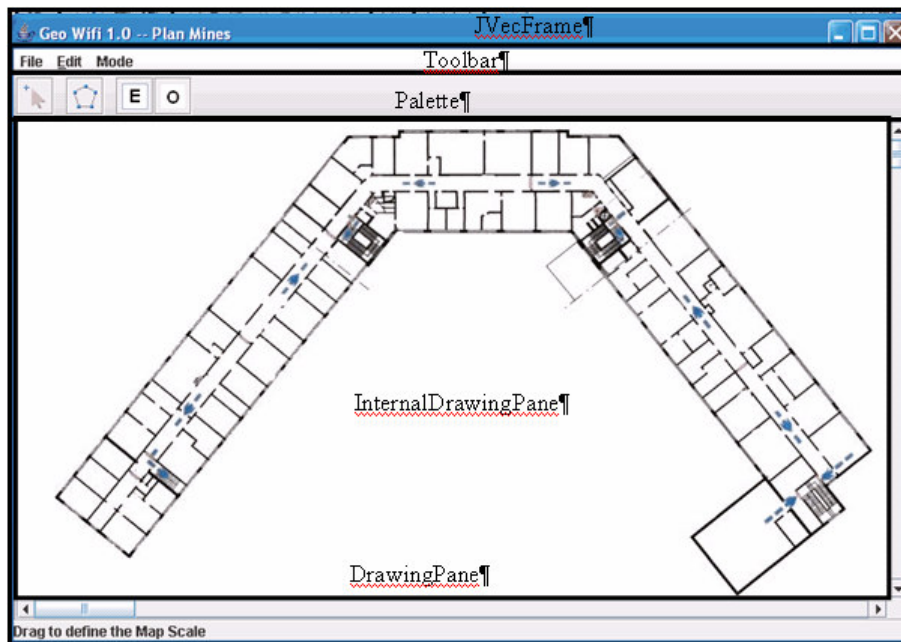 Geo Wifi 1.0 -- Plan Mines JVecFrame¶
File Edit Mode Toolbar¶
E O Palette¶
InternalDrawingPane¶
DrawingPane¶
Drag to define the Map Scale